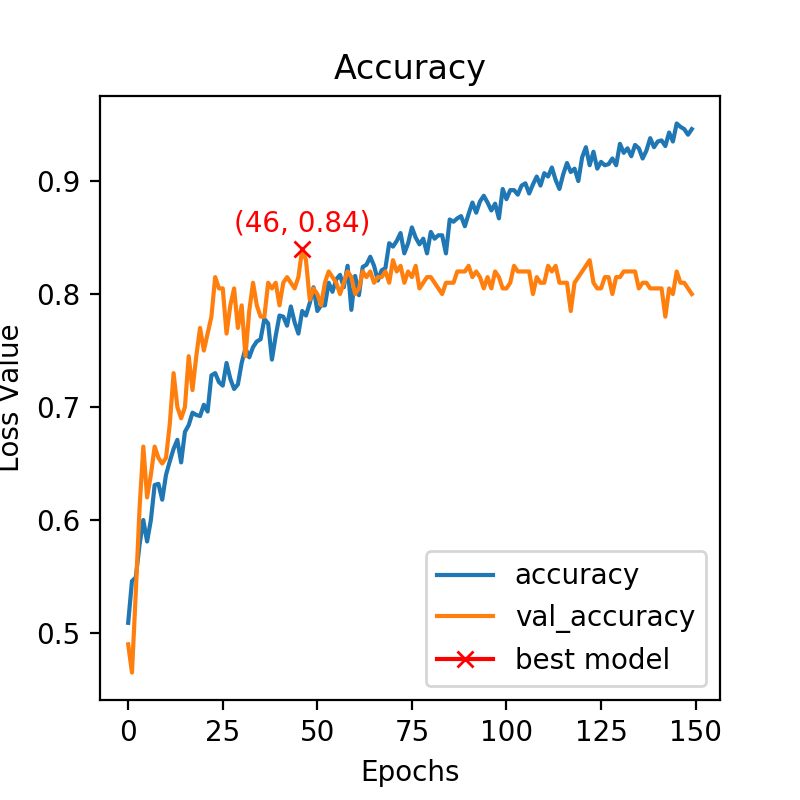 Accuracy
(46, 0.84)
0.9
0.8
0.7
0.6
0.5
Loss Value
accuracy
val_accuracy
best model
0 25 50 75 100 125 150
Epochs